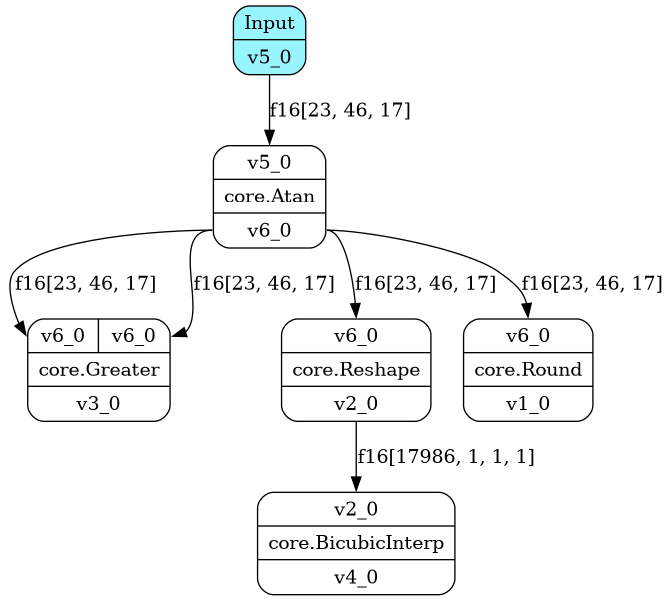 Input
v5_0
f16[23, 46, 17]
v5_0
core.Atan
v6_0
f16[23, 46, 17]
f16[23, 46, 17]
f16[23, 46, 17]
f16[23, 46, 17]
v6_0 v6_0
core.Greater
v3_0
v6_0
core.Reshape
v2_0
v6_0
core.Round
v1_0
f16[17986, 1, 1, 1]
v2_0
core.BicubicInterp
v4_0